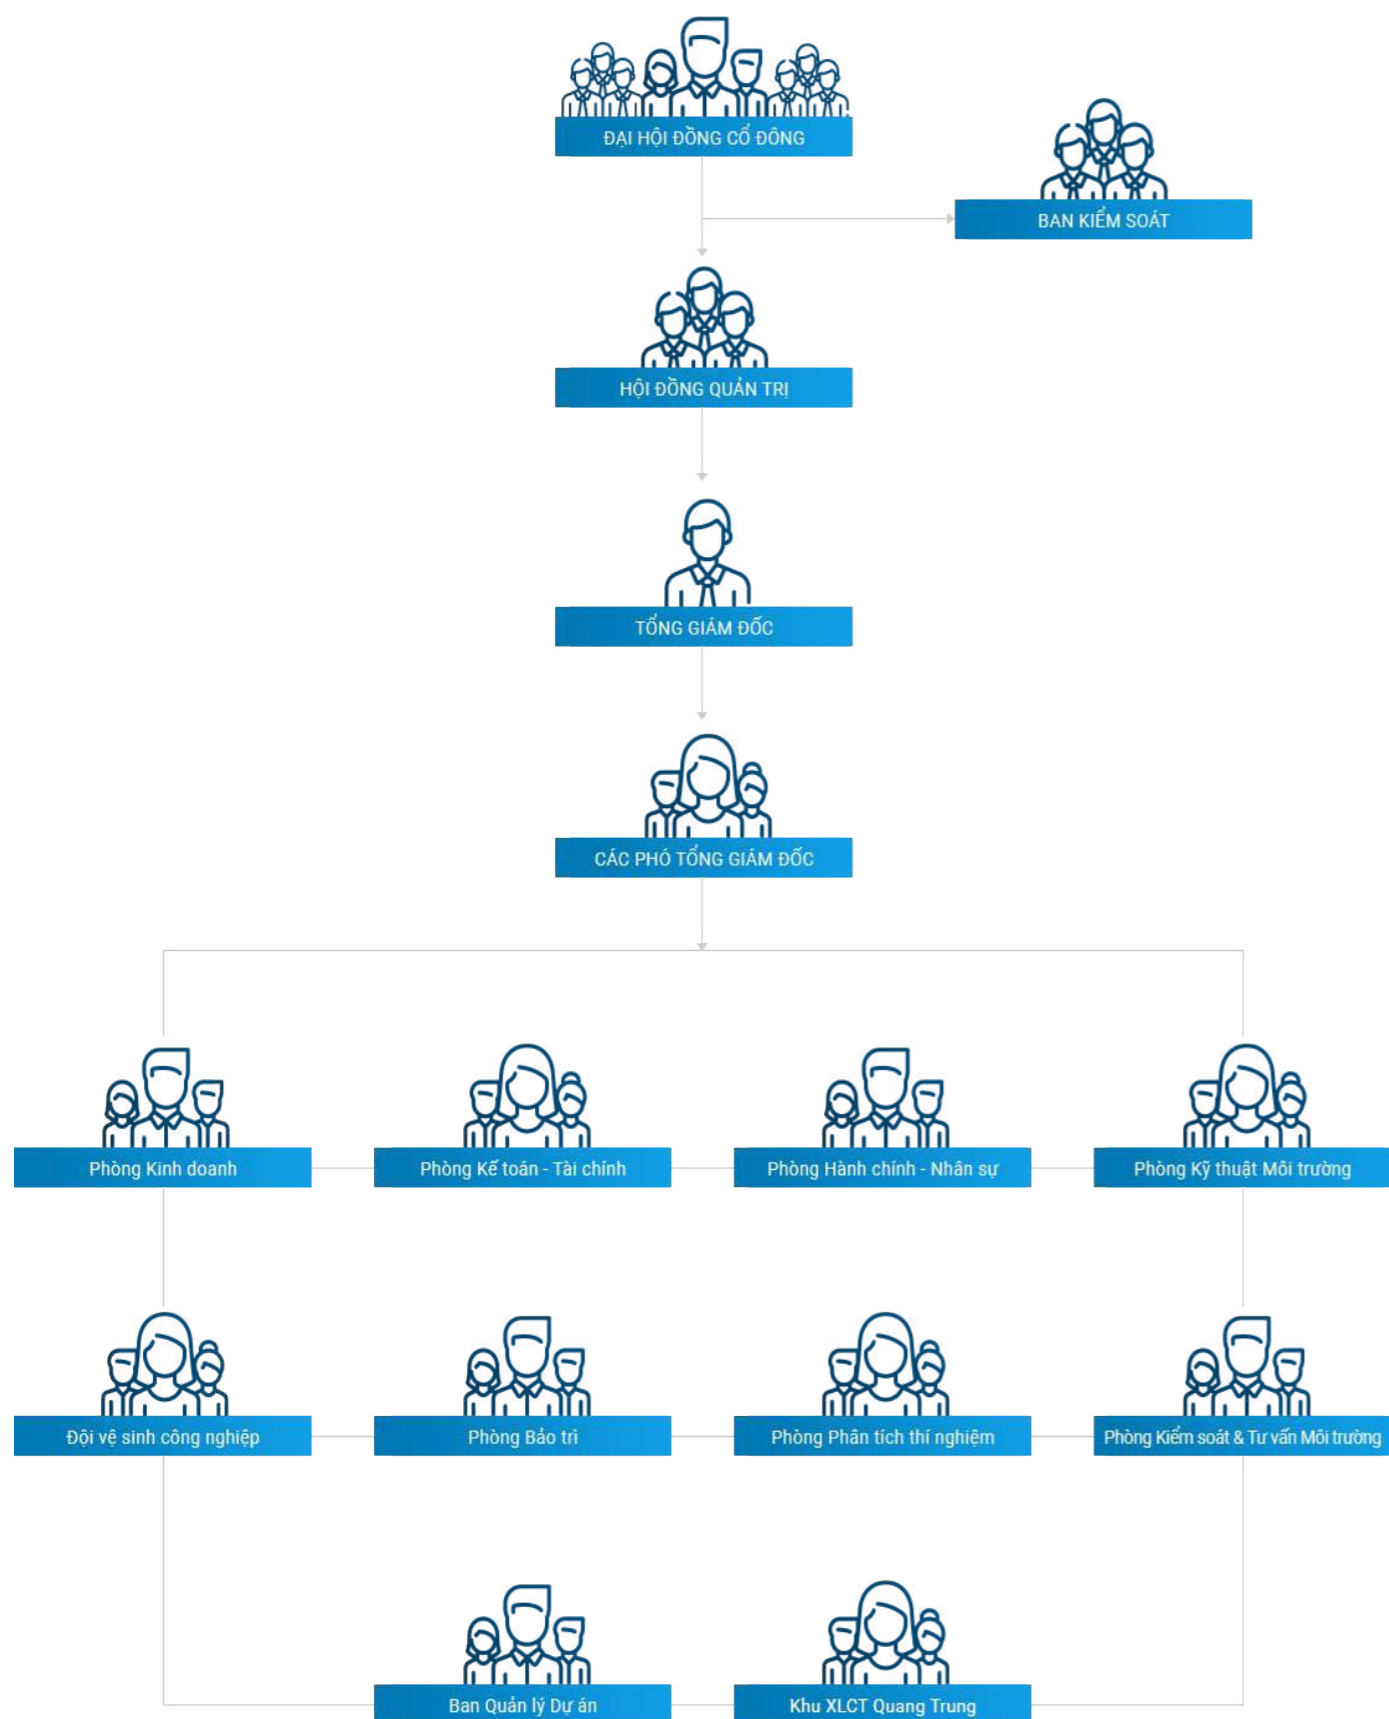 ĐẠI HỘI ĐỒNG CỔ ĐÔNG
BAN KIỂM SOÁT
HỘI ĐỒNG QUẢN TRỊ
TỔNG GIÁM ĐỐC
CÁC PHÓ TỔNG GIÁM ĐỐC
Phòng Kinh doanh
Phòng Kế toán - Tài chính
Phòng Hành chính - Nhân sự
Phòng Kỹ thuật Môi trường
Đội vệ sinh công nghiệp
Phòng Bảo trì
Phòng Phân tích thí nghiệm
Phòng Kiểm soát & Tư vấn Môi trường
Ban Quản lý Dự án
Khu XLCT Quang Trung